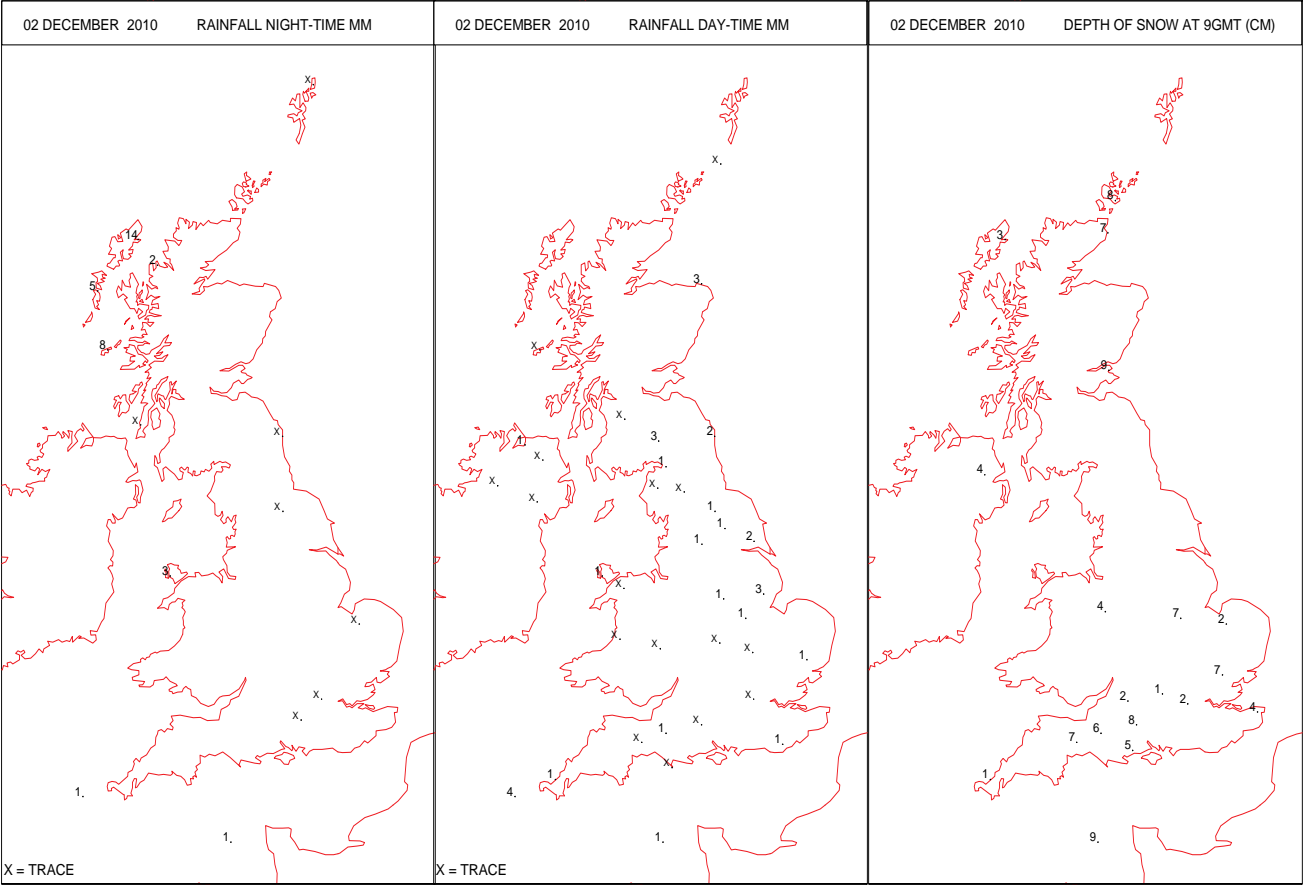 02 DECEMBER 2010 RAINFALL NIGHT-TIME MM
X.
14.
2.
5.
8.
X.
X.
X.
3.
X.
X.
X.
1.
1.
X = TRACE
02 DECEMBER 2010 RAINFALL DAY-TIME MM
X.
3.
X.
X.
2.
3.
1.
X.
1.
X.
X.
X.
X.
1.
1.
2.
1.
1.
X.
3.
1.
1.
X.
X.
X.
X.
1.
X.
X.
1.
X.
1.
X.
1.
4.
1.
X = TRACE
02 DECEMBER 2010 DEPTH OF SNOW AT 9GMT (CM)
8.
7.
3.
9.
4.
4.
7.
2.
7.
1.
2.
2.
4.
8.
6.
7.
5.
1.
9.